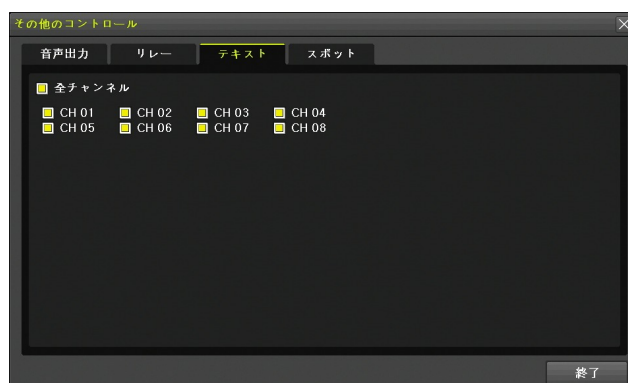 その他のコントロール
音声出力 リレー テキスト スポット
全チャンネル
CH 01 CH 02 CH 03 CH 04
CH 05 CH 06 CH 07 CH 08
終了